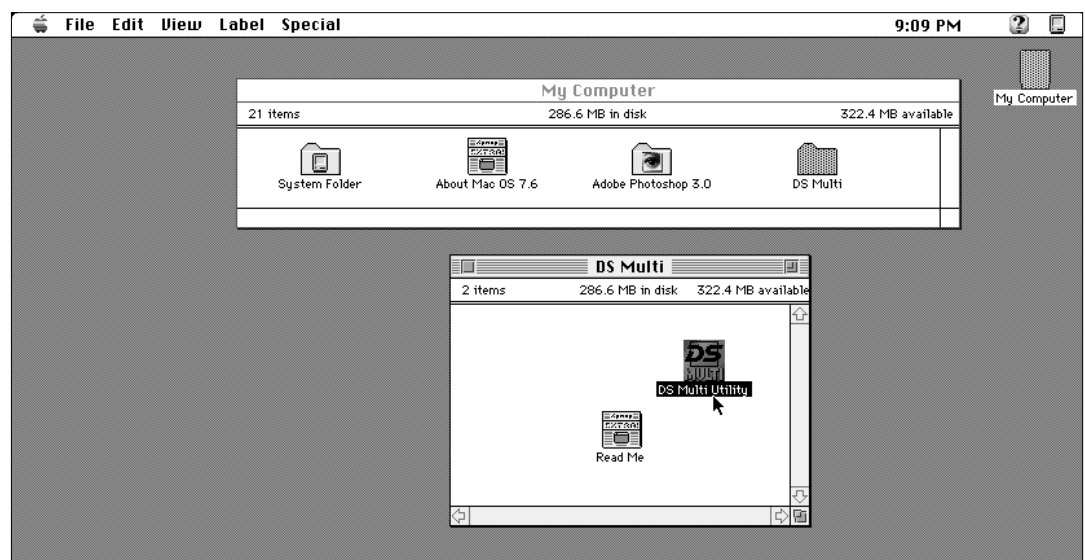 File Edit View Label Special 9:09 PM
My Computer
My Computer
21 items 286.6 MB in disk 322.4 MB available
System Folder About Mac OS 7.6 Adobe Photoshop 3.0 DS Multi
DS Multi
2 items 286.6 MB in disk 322.4 MB available
DS
MULTI
DS Multi Utility
EXTRA!
Read Me